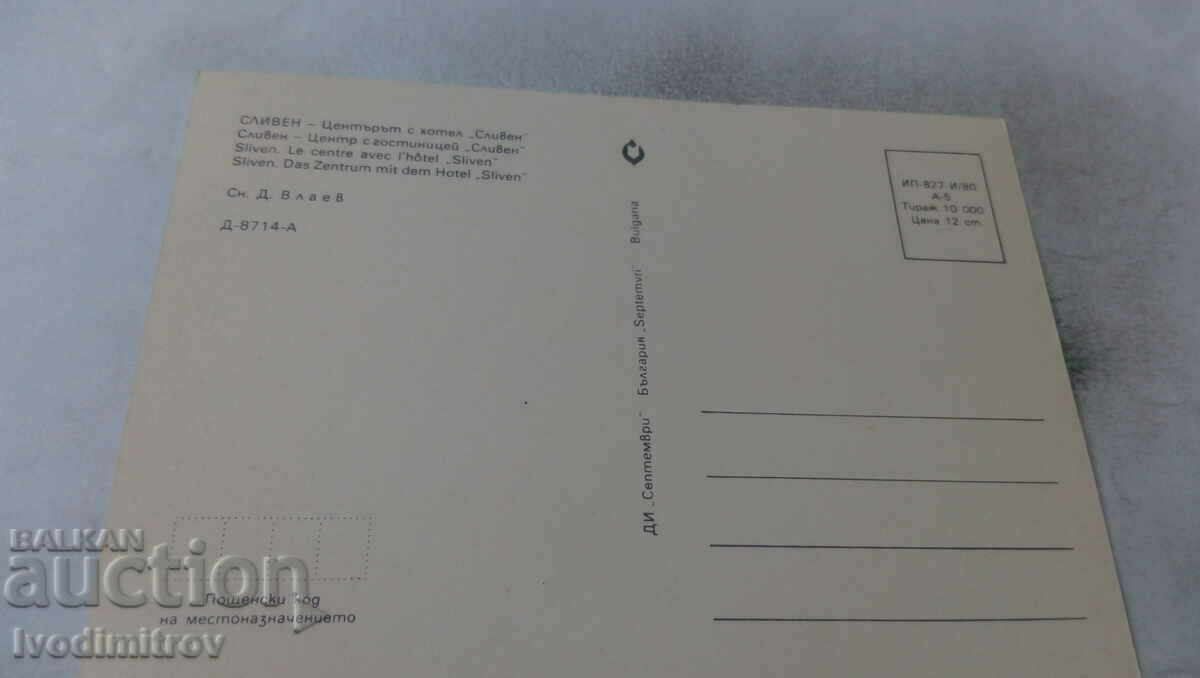 СЛИВЕН – Центърът с хотел „Сливен“
Сливен – Центр с гостиницей „Сливен“
Sliven. Le centre avec l'hôtel „Sliven“
Sliven. Das Zentrum mit dem Hotel „Sliven“
Сн. Д. Влаев
Д-8714-А
ДИ „Септември“ България „Septemvri“ Bulgaria
ИП-827-И/80
А-5
Тираж 10 000
Цена 12 ст.
Пощенски код
на местоназначението
BALKAN
auction
Ivodimitrov